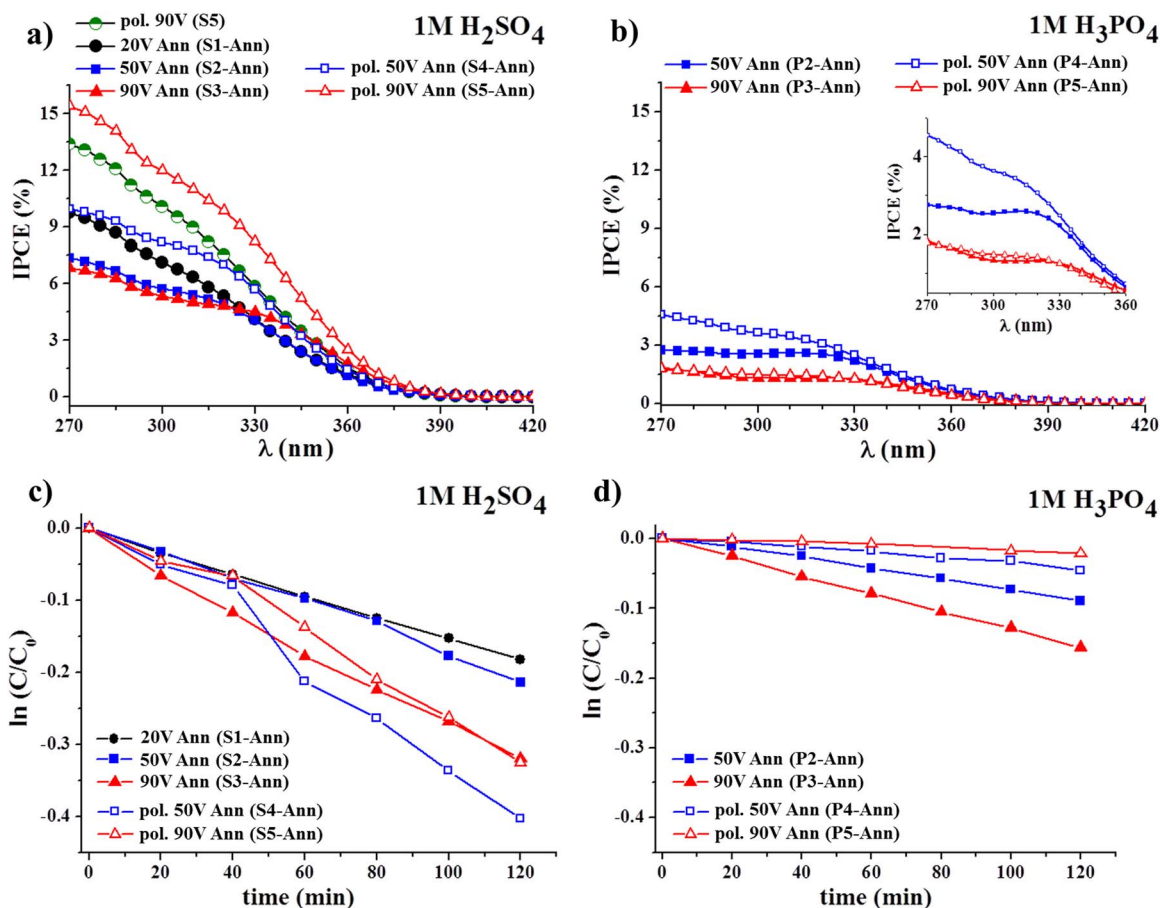 a)
1M H₂SO₄
pol. 90V (S5)
20V Ann (S1-Ann)
50V Ann (S2-Ann)
90V Ann (S3-Ann)
pol. 50V Ann (S4-Ann)
pol. 90V Ann (S5-Ann)
IPCE (%)
15
12
9
6
3
0
270 300 330 360 390 420
λ (nm)
b)
1M H₃PO₄
50V Ann (P2-Ann)
90V Ann (P3-Ann)
pol. 50V Ann (P4-Ann)
pol. 90V Ann (P5-Ann)
IPCE (%)
15
12
9
6
3
0
270 300 330 360 390 420
λ (nm)
IPCE (%)
4
2
270 300 330 360
λ (nm)
c)
1M H₂SO₄
ln (C/C₀)
0.0
-0.1
-0.2
-0.3
-0.4
20V Ann (S1-Ann)
50V Ann (S2-Ann)
90V Ann (S3-Ann)
pol. 50V Ann (S4-Ann)
pol. 90V Ann (S5-Ann)
0 20 40 60 80 100 120
time (min)
d)
1M H₃PO₄
ln (C/C₀)
0.0
-0.1
-0.2
-0.3
-0.4
50V Ann (P2-Ann)
90V Ann (P3-Ann)
pol. 50V Ann (P4-Ann)
pol. 90V Ann (P5-Ann)
0 20 40 60 80 100 120
time (min)